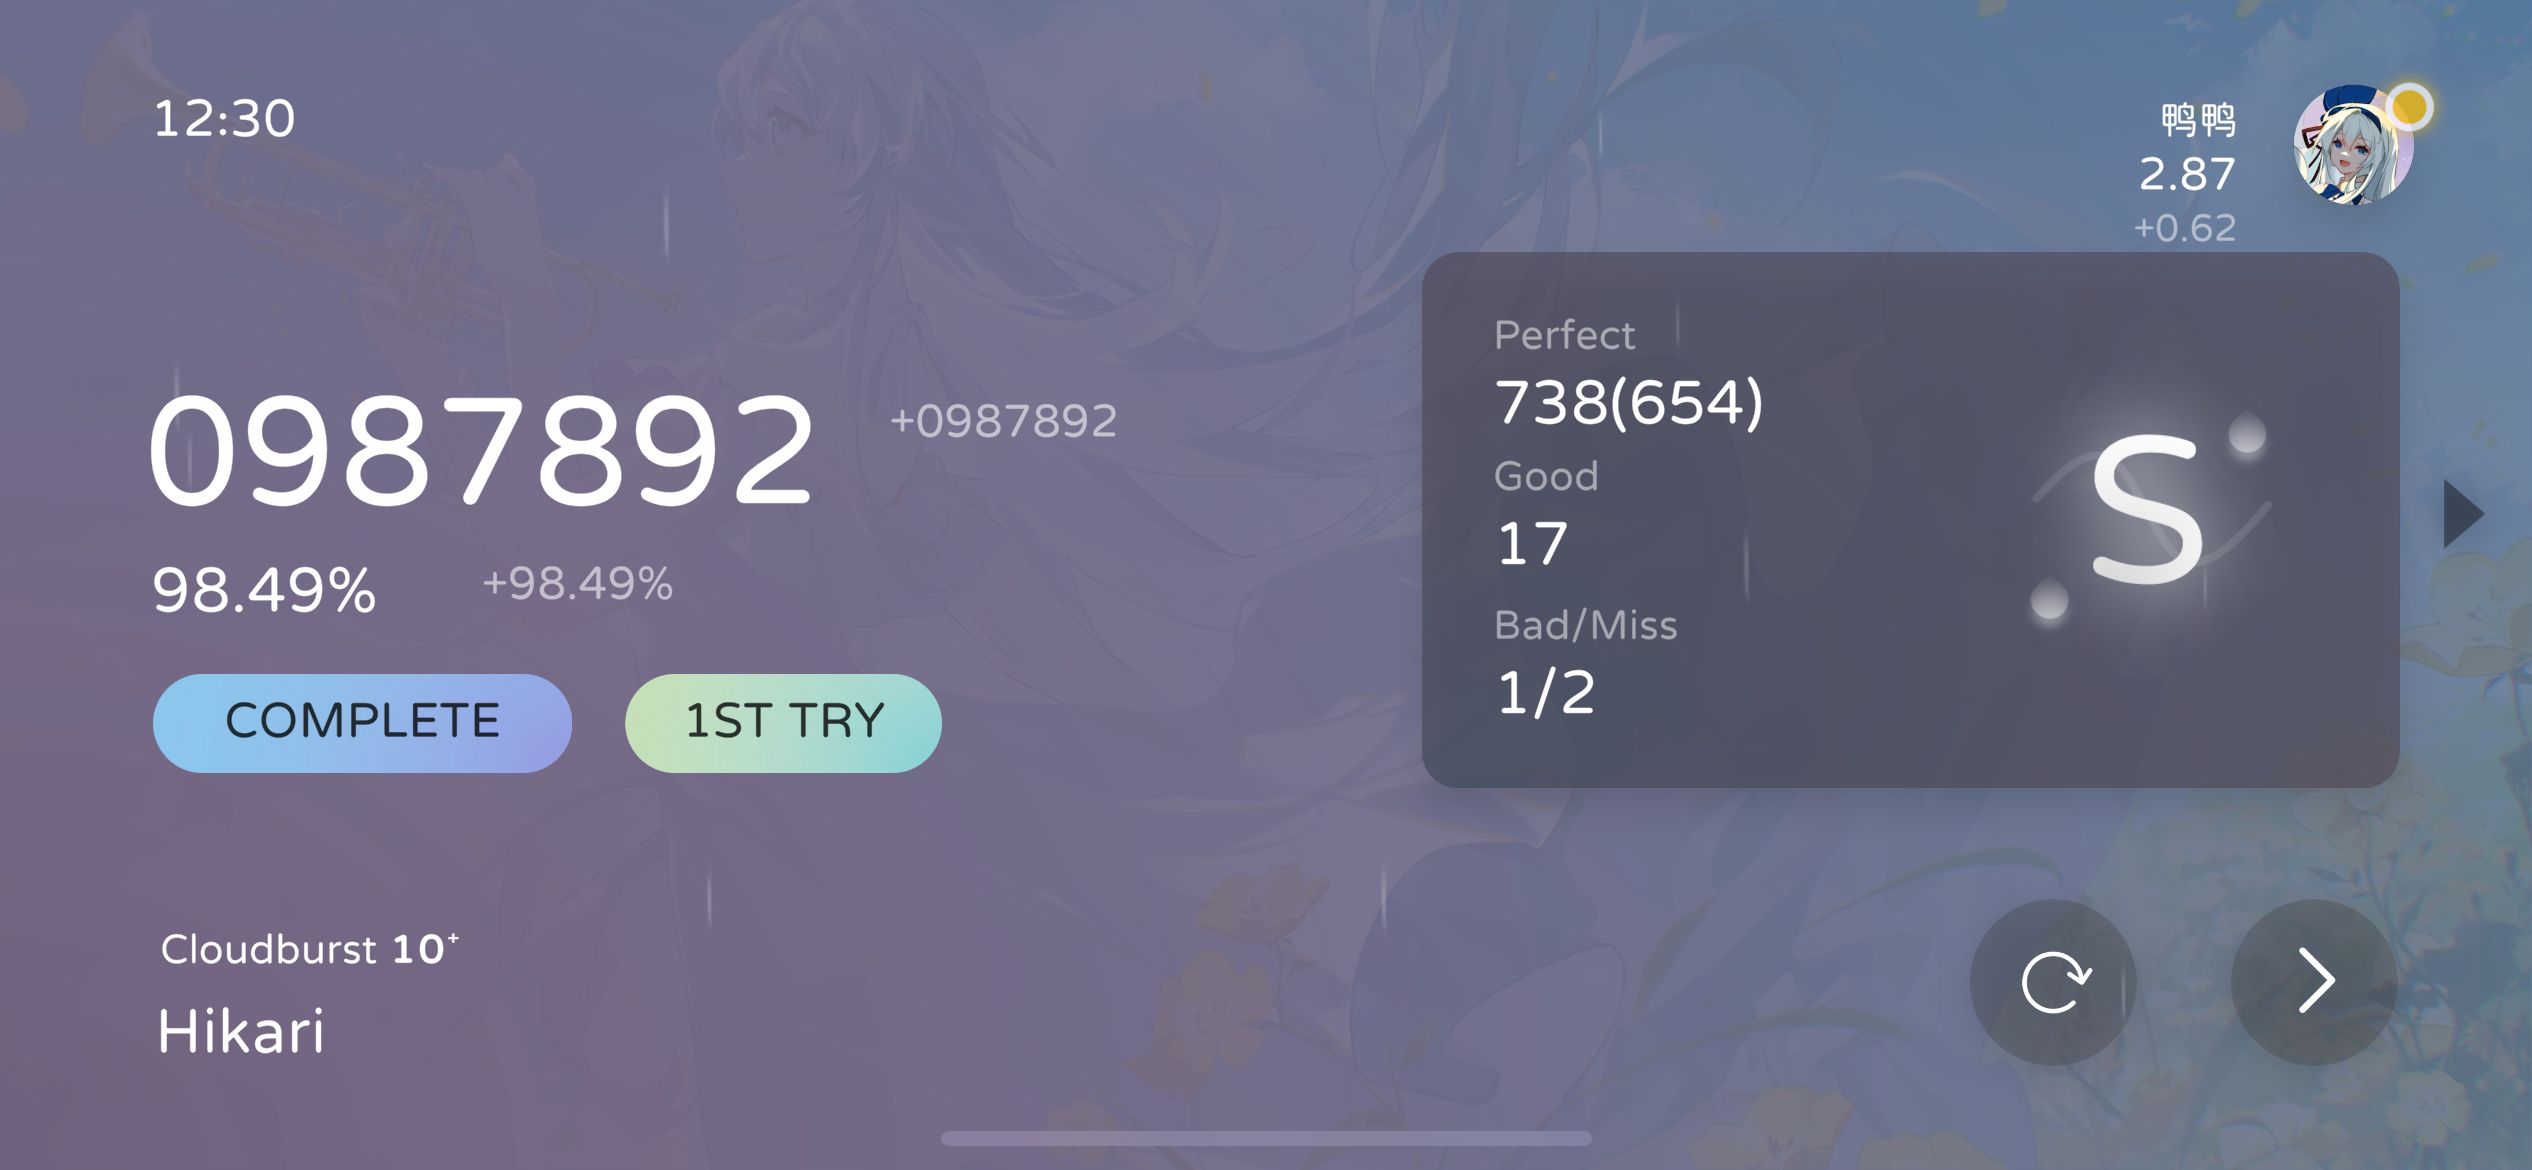 12:30
鸭鸭
2.87
+0.62
0987892 +0987892
98.49% +98.49%
COMPLETE 1ST TRY
Perfect
738(654)
Good
17
Bad/Miss
1/2
S
Cloudburst 10+
Hikari